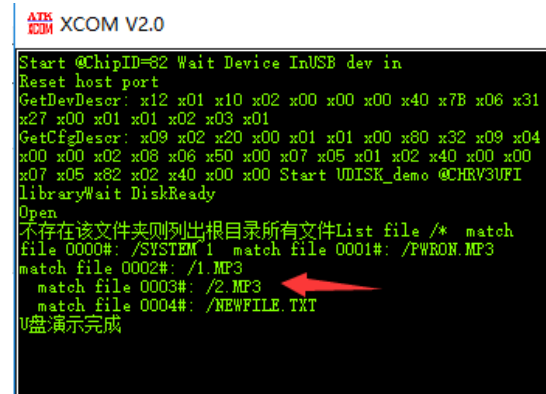 ATK
XCOM
XCOM V2.0
Start @ChipID=82 Wait Device InUSB dev in
Reset host port
GetDevDescr: x12 x01 x10 x02 x00 x00 x00 x40 x7B x06 x31
x27 x00 x01 x01 x02 x03 x01
GetCfgDescr: x09 x02 x20 x00 x01 x01 x00 x80 x32 x09 x04
x00 x00 x02 x08 x06 x50 x00 x07 x05 x01 x02 x40 x00 x00
x07 x05 x82 x02 x40 x00 x00 Start UDISK_demo @CHRV3UFI
libraryWait DiskReady
Open
不存在该文件夹则列出根目录所有文件List file /*  match
file 0000#: /SYSTEM~1  match file 0001#: /PWRON.MP3
match file 0002#: /1.MP3
  match file 0003#: /2.MP3
  match file 0004#: /NEWFILE.TXT
U盘演示完成